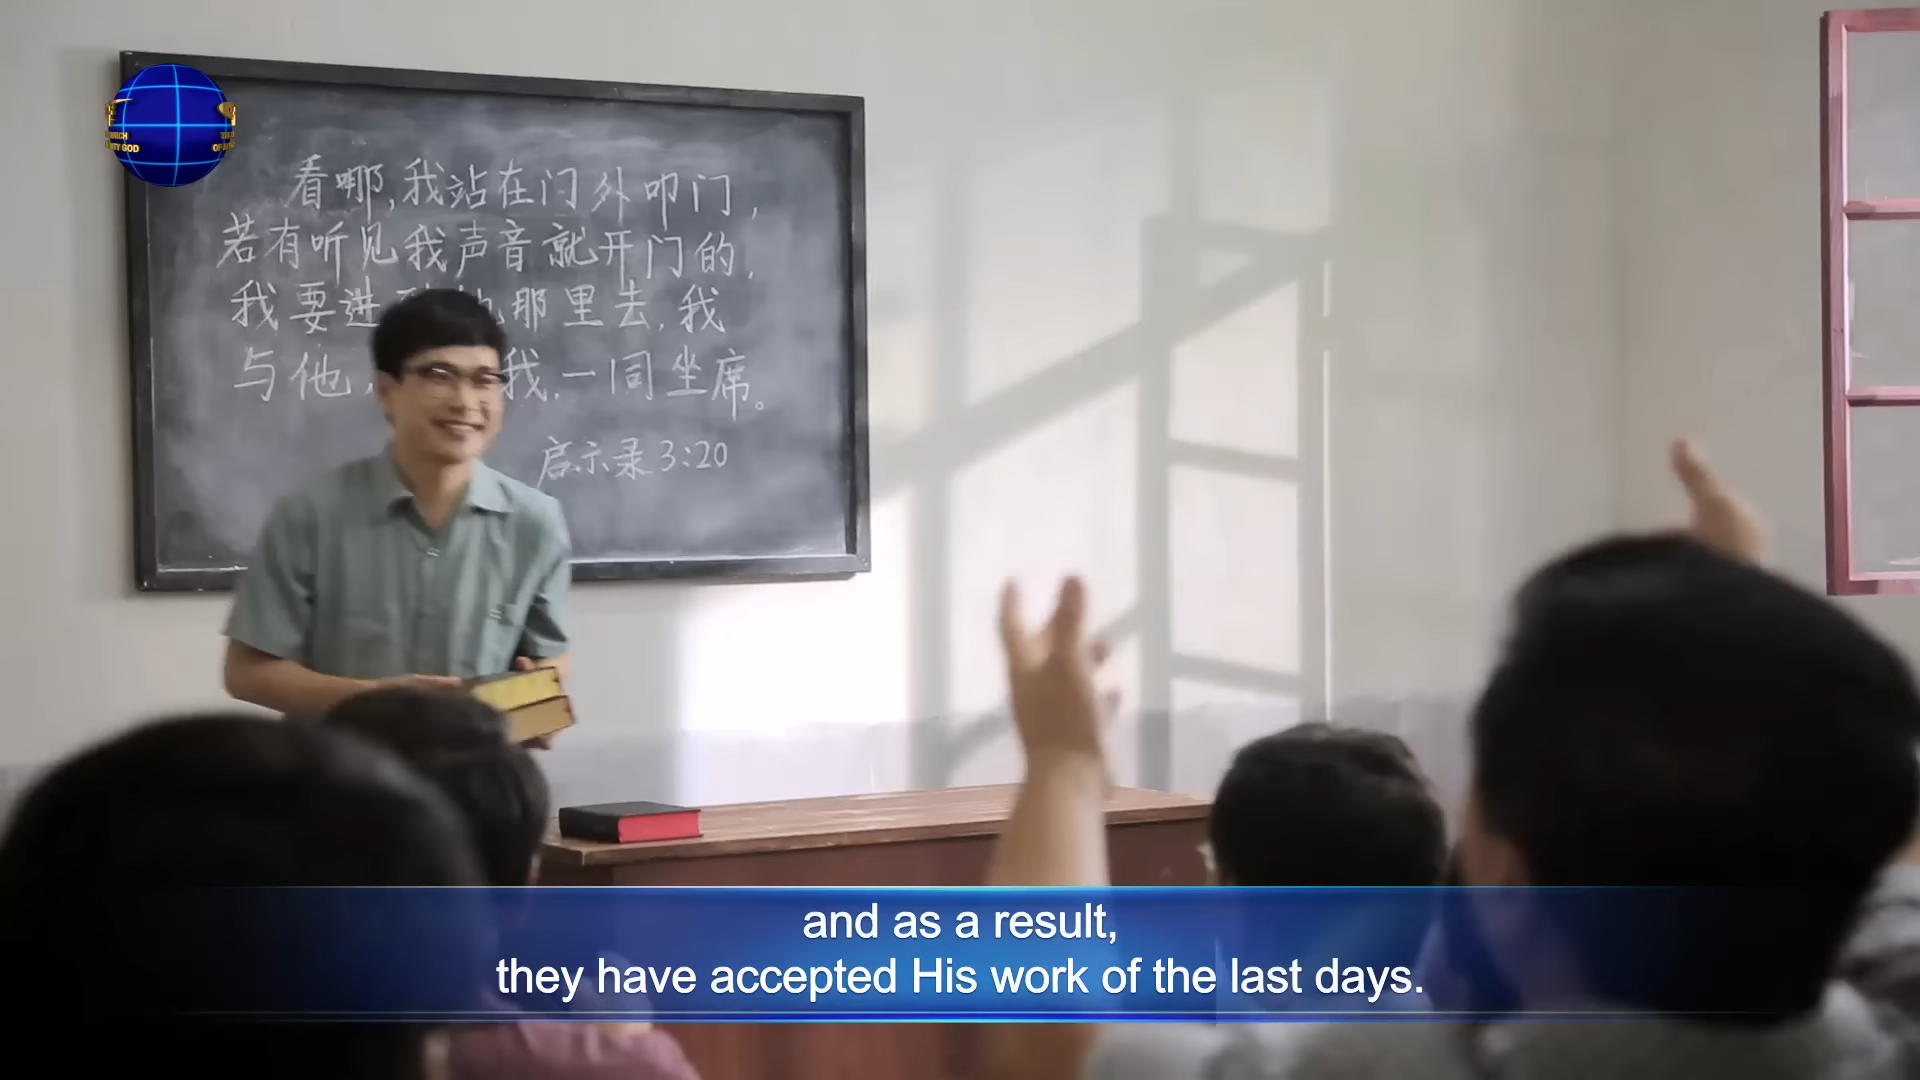 看哪,我站在门外叩门,
若有听见我声音就开门的,
我要进 那里去,我
与他, 我,一同坐席。
启示录3:20
and as a result,
they have accepted His work of the last days.